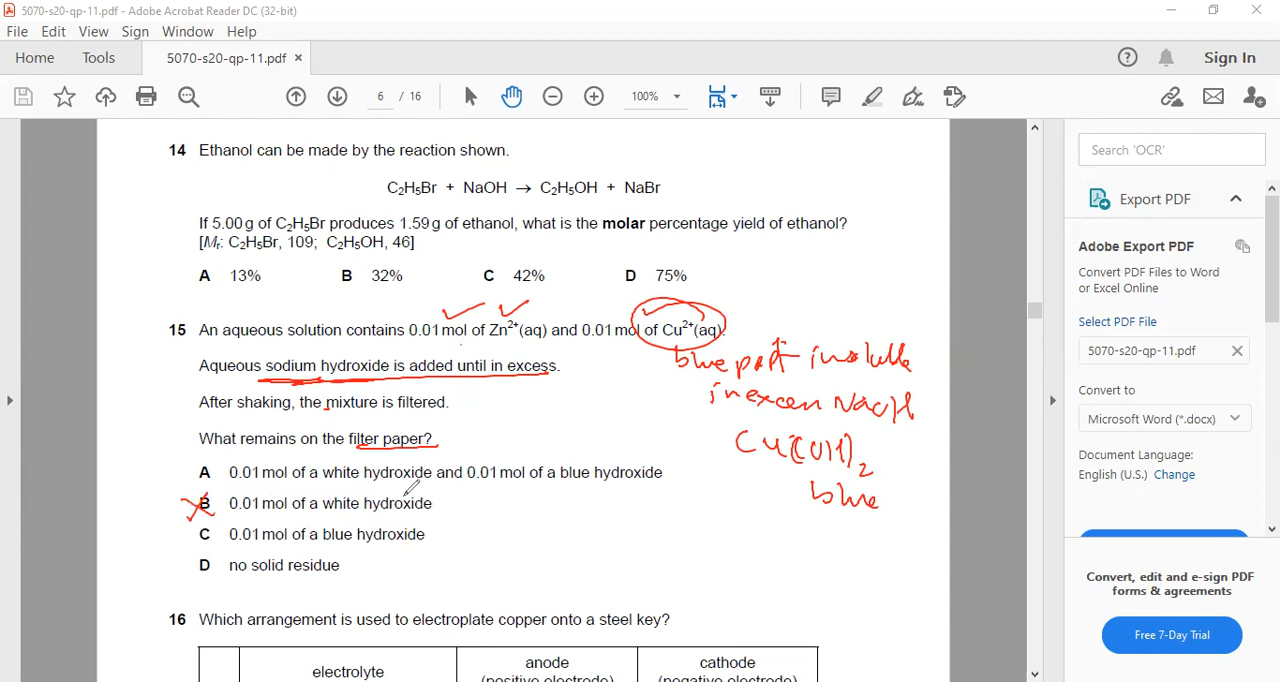 5070-s20-qp-11.pdf - Adobe Acrobat Reader DC (32-bit)
File Edit View Sign Window Help
Home Tools 5070-s20-qp-11.pdf × Sign In
6 / 16 100%
14 Ethanol can be made by the reaction shown.
C₂H₅Br + NaOH → C₂H₅OH + NaBr
If 5.00 g of C₂H₅Br produces 1.59 g of ethanol, what is the molar percentage yield of ethanol?
[Mr: C₂H₅Br, 109; C₂H₅OH, 46]
A 13% B 32% C 42% D 75%
15 An aqueous solution contains 0.01 mol of Zn²⁺(aq) and 0.01 mol of Cu²⁺(aq).
Aqueous sodium hydroxide is added until in excess.
After shaking, the mixture is filtered.
What remains on the filter paper?
A 0.01 mol of a white hydroxide and 0.01 mol of a blue hydroxide
B 0.01 mol of a white hydroxide
C 0.01 mol of a blue hydroxide
D no solid residue
blue ppt insoluble
in excess NaOH
Cu(OH)₂
blue
16 Which arrangement is used to electroplate copper onto a steel key?
electrolyte anode cathode
(positive electrode) (negative electrode)
Search 'OCR'
Export PDF
Adobe Export PDF
Convert PDF Files to Word
or Excel Online
Select PDF File
5070-s20-qp-11.pdf
Convert to
Microsoft Word (*.docx)
Document Language:
English (U.S.) Change
Convert, edit and e-sign PDF
forms & agreements
Free 7-Day Trial